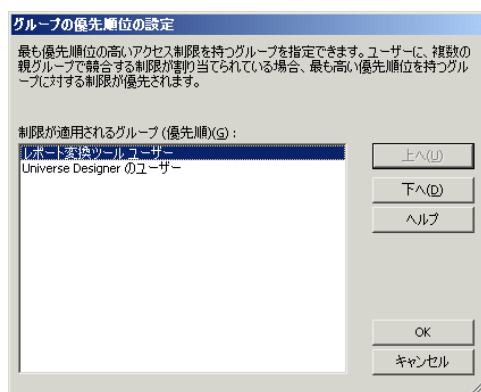 グループの優先順位の設定
最も優先順位の高いアクセス制限を持つグループを指定できます。ユーザーに、複数の
親グループで競合する制限が割り当てられている場合、最も高い優先順位を持つグル
ープに対する制限が優先されます。
制限が適用されるグループ (優先順)(G) :
レポート変換ツール ユーザー
Universe Designer のユーザー
上へ(U)
下へ(D)
ヘルプ
OK
キャンセル